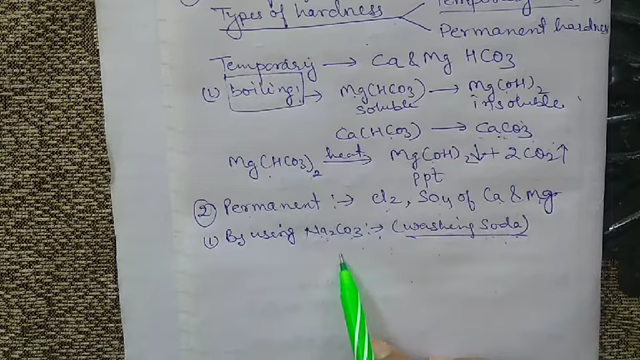 Types of hardness
Permanent hardness
Temporary → Ca & Mg HCO3
(1) boiling: → Mg(HCO3) → Mg(OH)2
soluble insoluble
Ca(HCO3) → CaCO3
Mg(HCO3)2 heat→ Mg(OH)2↓ + 2CO2↑
ppt
(2) Permanent :→ cl2, SO4 of Ca & Mg
(1) By using Na2CO3 :→ (washing soda)